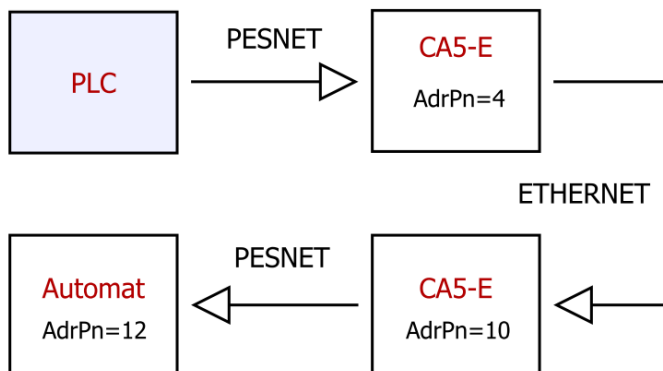 PLC
PESNET
CA5-E
AdrPn=4
ETHERNET
Automat
AdrPn=12
PESNET
CA5-E
AdrPn=10